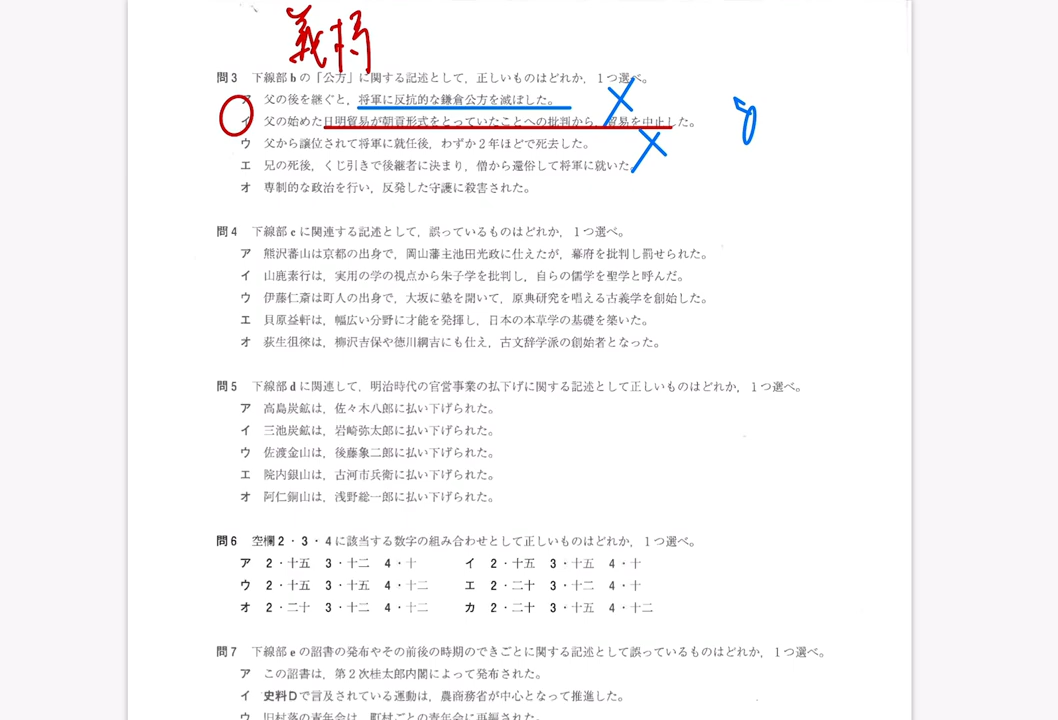 義持
問3 下線部bの「公方」に関する記述として，正しいものはどれか，1つ選べ。
ア 父の後を継ぐと，将軍に反抗的な鎌倉公方を滅ぼした。
イ 父の始めた日明貿易が朝貢形式をとっていたことへの批判から，貿易を中止した。
ウ 父から譲位されて将軍に就任後，わずか2年ほどで死去した。
エ 兄の死後，くじ引きで後継者に決まり，僧から還俗して将軍に就いた。
オ 専制的な政治を行い，反発した守護に殺害された。
問4 下線部cに関連する記述として，誤っているものはどれか，1つ選べ。
ア 熊沢蕃山は京都の出身で，岡山藩主池田光政に仕えたが，幕府を批判し罰せられた。
イ 山鹿素行は，実用の学の視点から朱子学を批判し，自らの儒学を聖学と呼んだ。
ウ 伊藤仁斎は町人の出身で，大坂に塾を開いて，原典研究を唱える古義学を創始した。
エ 貝原益軒は，幅広い分野に才能を発揮し，日本の本草学の基礎を築いた。
オ 荻生徂徠は，柳沢吉保や徳川綱吉にも仕え，古文辞学派の創始者となった。
問5 下線部dに関連して，明治時代の官営事業の払下げに関する記述として正しいものはどれか，1つ選べ。
ア 高島炭鉱は，佐々木八郎に払い下げられた。
イ 三池炭鉱は，岩崎弥太郎に払い下げられた。
ウ 佐渡金山は，後藤象二郎に払い下げられた。
エ 院内銀山は，古河市兵衛に払い下げられた。
オ 阿仁銅山は，浅野総一郎に払い下げられた。
問6 空欄2・3・4に該当する数字の組み合わせとして正しいものはどれか，1つ選べ。
ア 2・十五 3・十二 4・十 イ 2・十五 3・十五 4・十
ウ 2・十五 3・十五 4・十二 エ 2・二十 3・十二 4・十
オ 2・二十 3・十二 4・十二 カ 2・二十 3・十五 4・十二
問7 下線部eの詔書の発布やその前後の時期のできごとに関する記述として誤っているものはどれか，1つ選べ。
ア この詔書は，第2次桂太郎内閣によって発布された。
イ 史料Dで言及されている運動は，農商務省が中心となって推進した。
ウ 旧村落の青年会は，町村ごとの青年会に再編された。